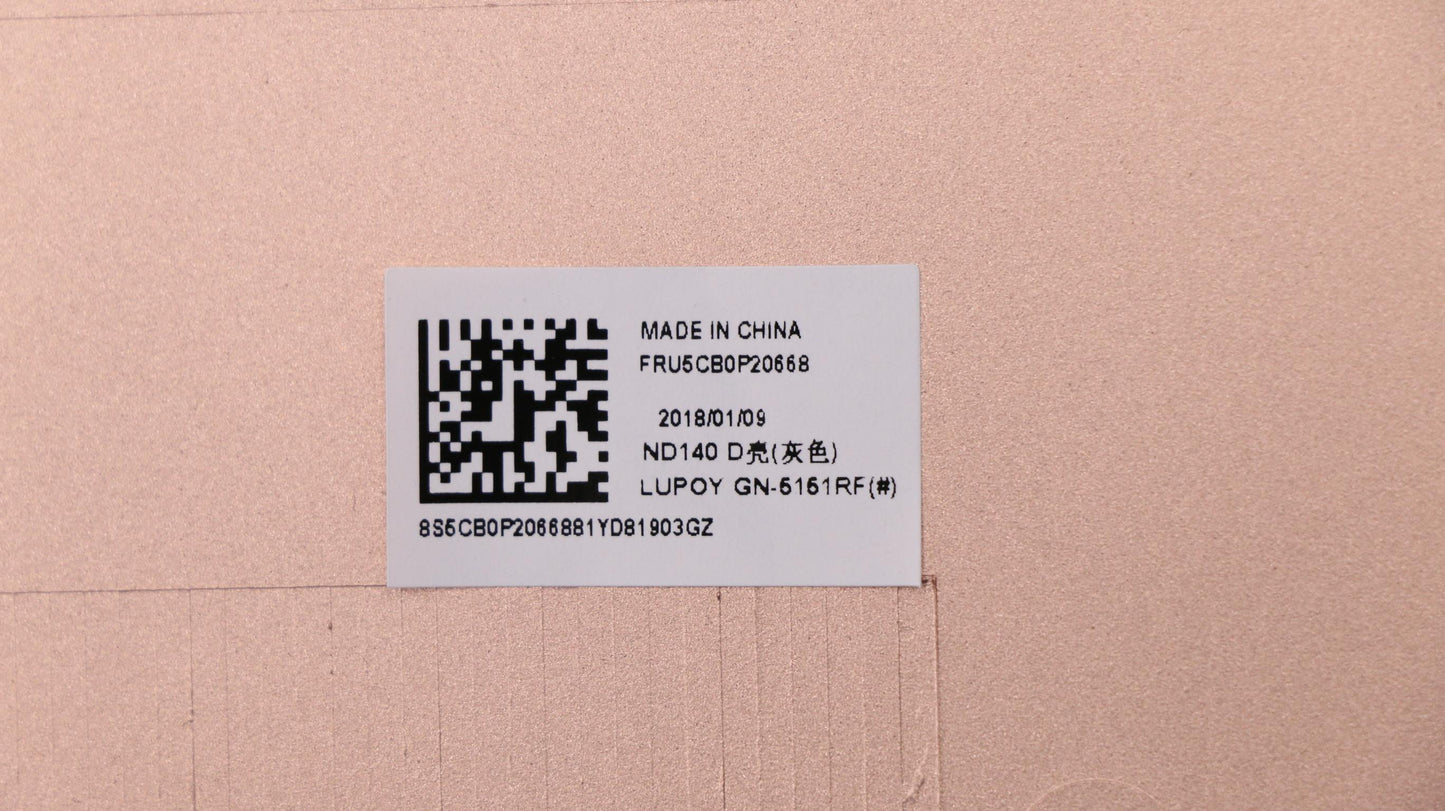 MADE IN CHINA
FRU5CB0P20668
2018/01/09
ND140 D壳(灰色)
LUPOY GN-5151RF(#)
8S5CB0P2066881YD81903GZ